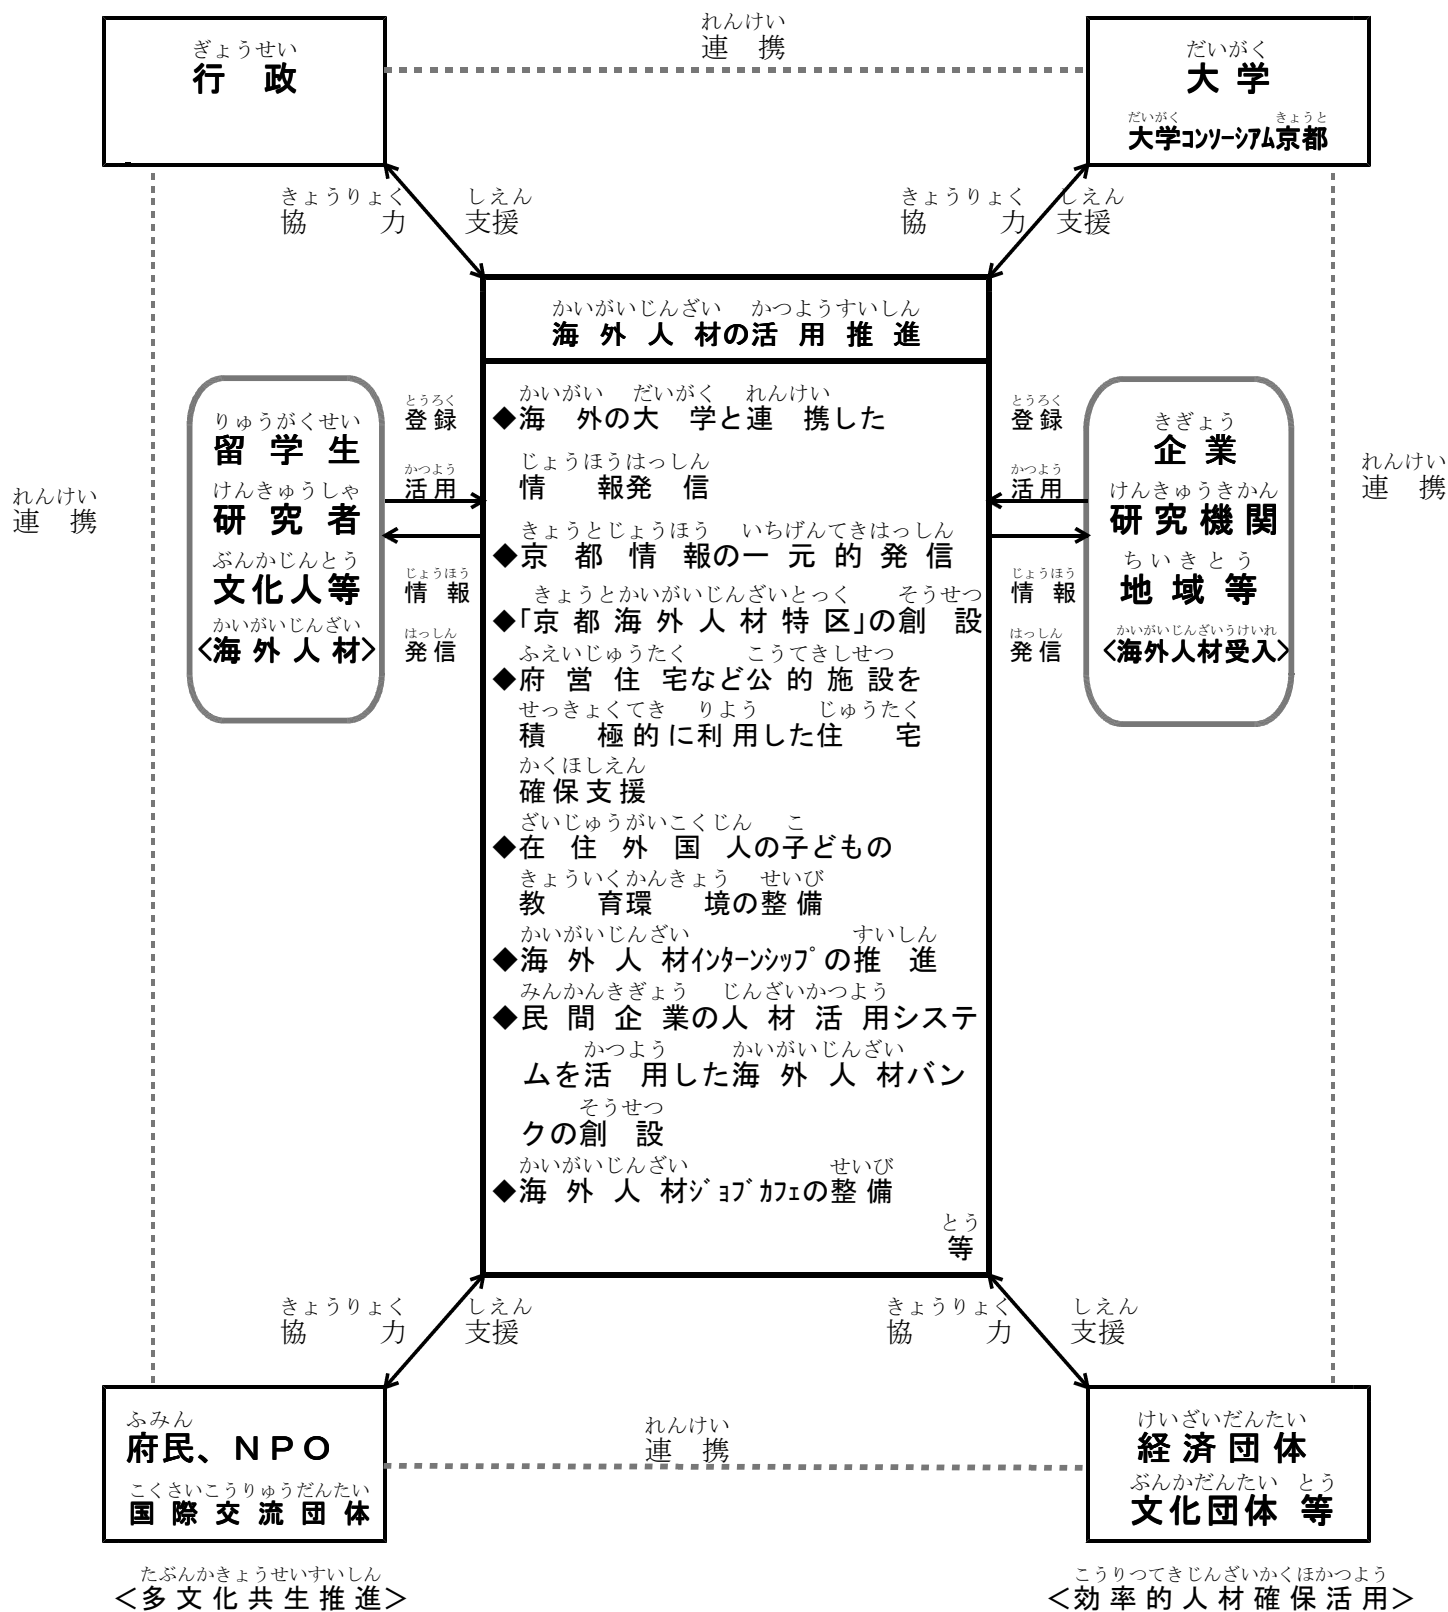 れんけい
連携
ぎょうせい
行政
だいがく
大学
だいがく きょうと
大学コンソーシアム京都
きょうりょく しえん
協力 支援
きょうりょく しえん
協力 支援
かいがいじんざい かつようすいしん
海外人材の活用推進
りゅうがくせい
留学生
けんきゅうしゃ
研究者
ぶんかじんとう
文化人等
かいがいじんざい
<海外人材>
とうろく
登録
かつよう
活用
じょうほう
情報
はっしん
発信
れんけい
連携
かいがい だいがく れんけい
◆海外の大学と連携した
じょうほうはっしん
情報発信
きょうとじょうほう いちげんてきはっしん
◆京都情報の一元的発信
きょうとかいがいじんざいとっく そうせつ
◆「京都海外人材特区」の創設
ふえいじゅうたく こうてきしせつ
◆府営住宅など公的施設を
せっきょくてき りよう じゅうたく
積極的に利用した住宅
かくほしえん
確保支援
ざいじゅうがいこくじん こ
◆在住外国人の子どもの
きょういくかんきょう せいび
教育環境の整備
かいがいじんざい すいしん
◆海外人材インターンシップの推進
みんかんきぎょう じんざいかつよう
◆民間企業の人材活用システ
かつよう かいがいじんざい
ムを活用した海外人材バン
そうせつ
クの創設
かいがいじんざい せいび
◆海外人材ジョブカフェの整備
とう
等
とうろく
登録
かつよう
活用
じょうほう
情報
はっしん
発信
きぎょう
企業
けんきゅうきかん
研究機関
ちいきとう
地域等
かいがいじんざいうけいれ
<海外人材受入>
れんけい
連携
きょうりょく しえん
協力 支援
きょうりょく しえん
協力 支援
ふみん
府民、NPO
こくさいこうりゅうだんたい
国際交流団体
れんけい
連携
けいざいだんたい
経済団体
ぶんかだんたい とう
文化団体 等
たぶんかきょうせいすいしん
<多文化共生推進>
こうりつてきじんざいかくほかつよう
<効率的人材確保活用>